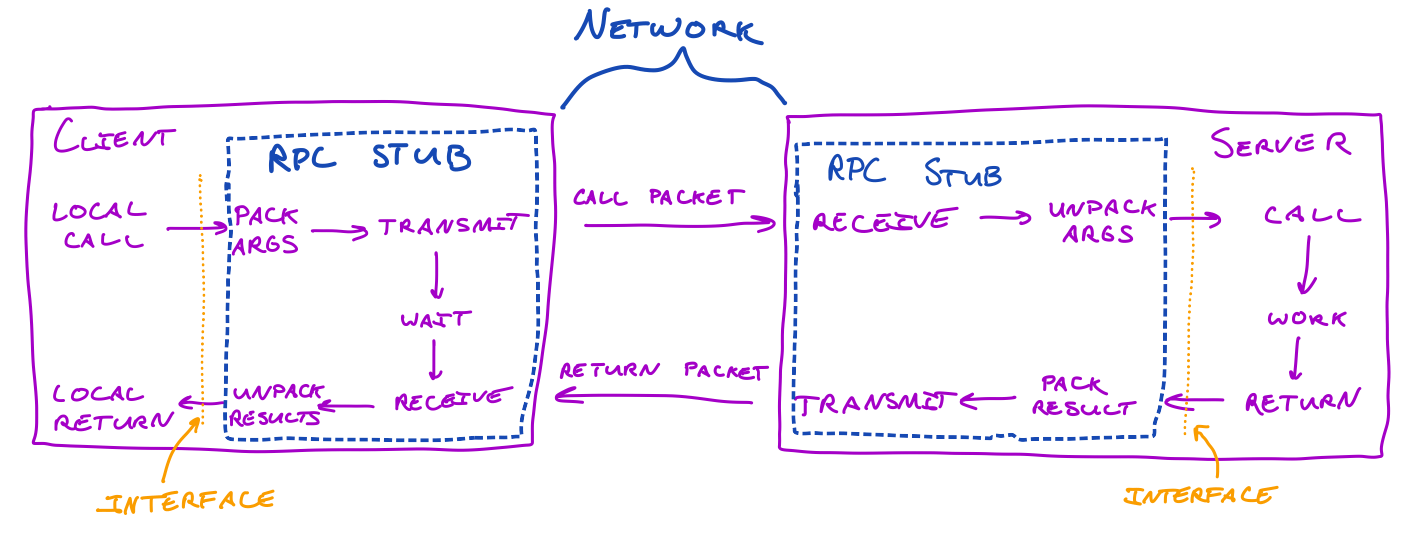 NETWORK
CLIENT
RPC STUB
LOCAL
CALL
PACK
ARGS
TRANSMIT
WAIT
RECEIVE
UNPACK
RESULTS
LOCAL
RETURN
INTERFACE
CALL PACKET
RETURN PACKET
SERVER
RPC STUB
RECEIVE
UNPACK
ARGS
CALL
WORK
RETURN
PACK
RESULT
TRANSMIT
INTERFACE